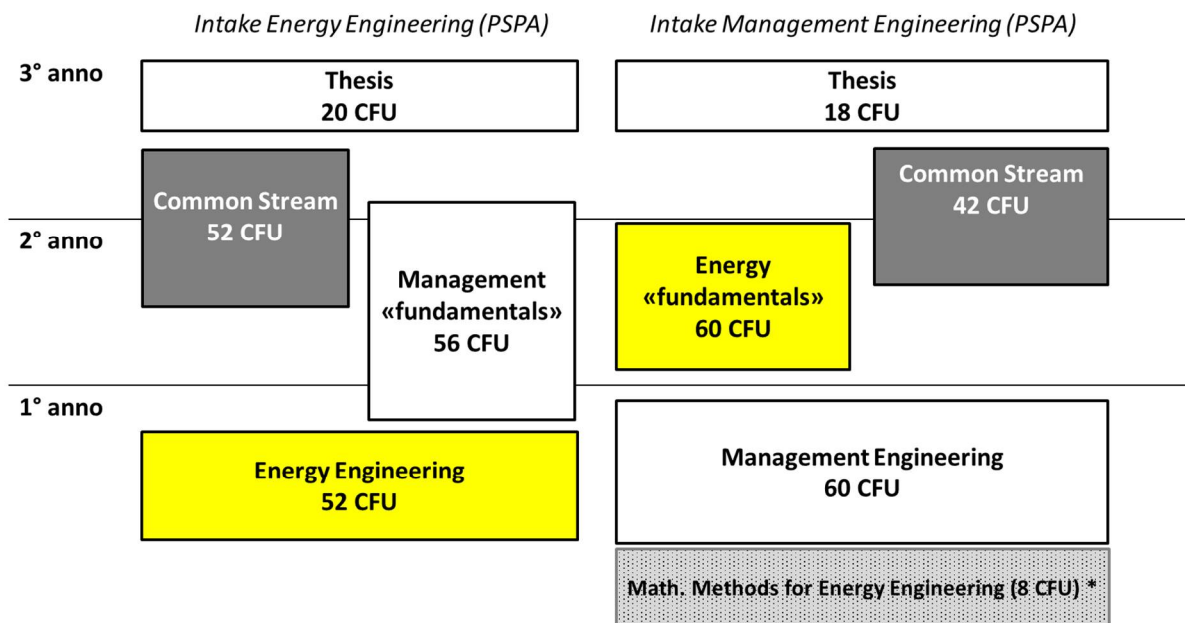 Intake Energy Engineering (PSPA)
Intake Management Engineering (PSPA)
3° anno
Thesis
20 CFU
Thesis
18 CFU
Common Stream
52 CFU
Common Stream
42 CFU
2° anno
Management
«fundamentals»
56 CFU
Energy
«fundamentals»
60 CFU
1° anno
Energy Engineering
52 CFU
Management Engineering
60 CFU
Math. Methods for Energy Engineering (8 CFU) *